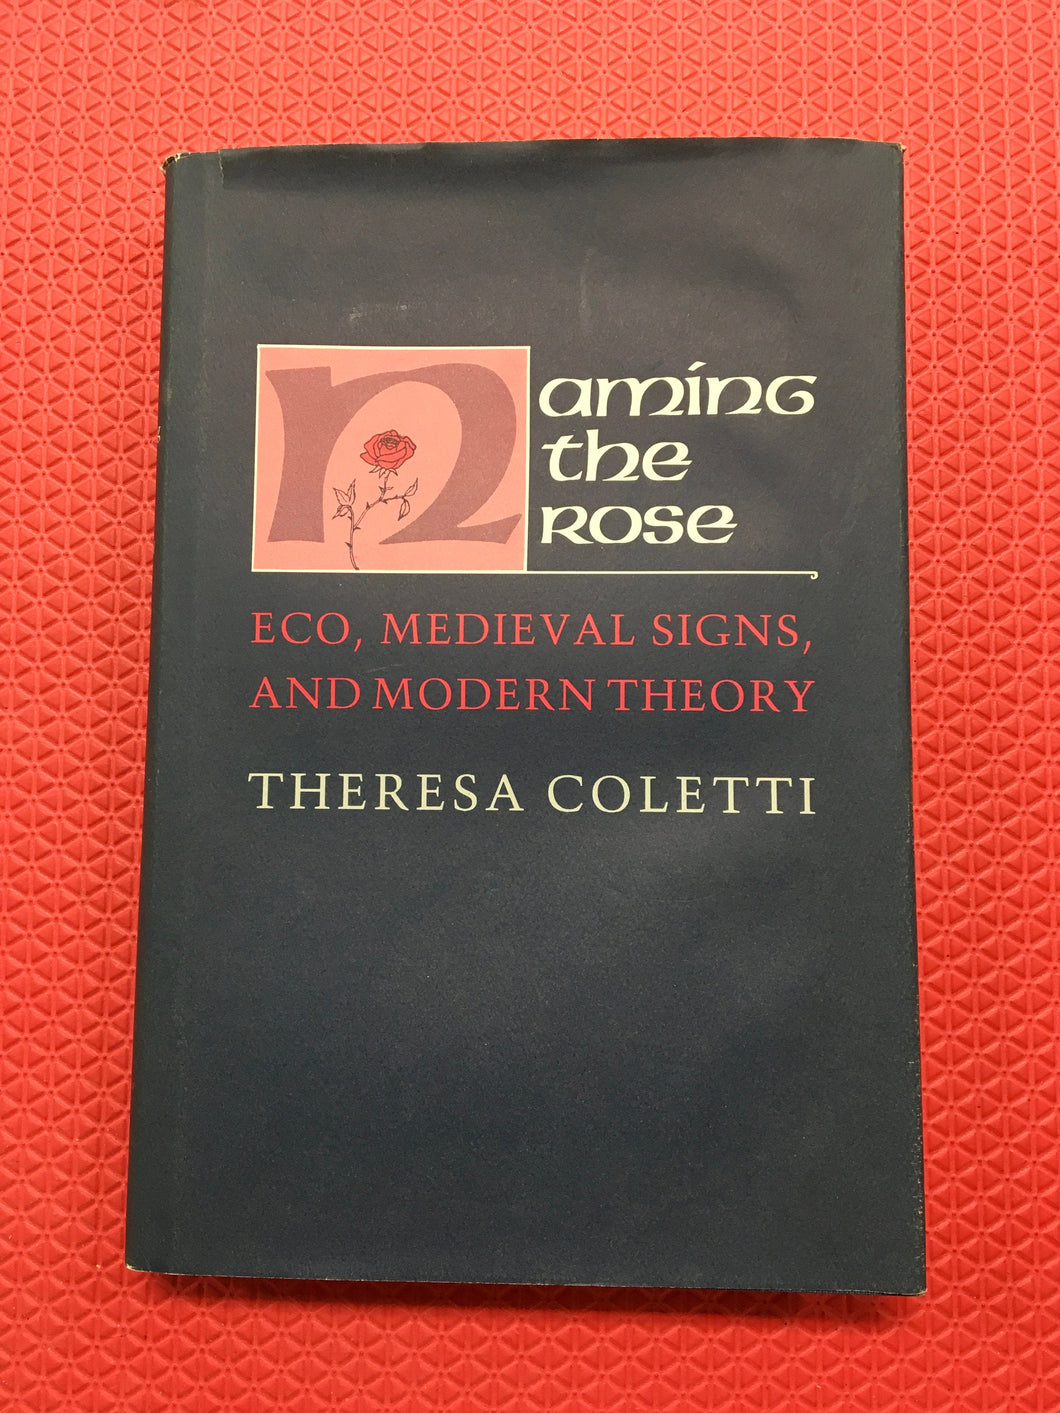 naming
the
rose
ECO, MEDIEVAL SIGNS,
AND MODERN THEORY
THERESA COLETTI